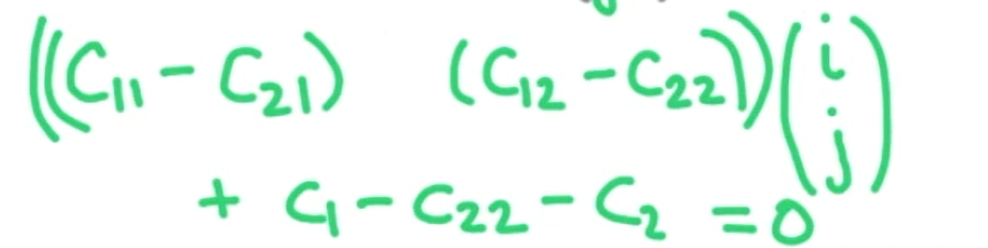 ((C₁₁ - C₂₁) (C₁₂ - C₂₂))(i j)
+ C₁ - C₂₂ - C₂ = 0